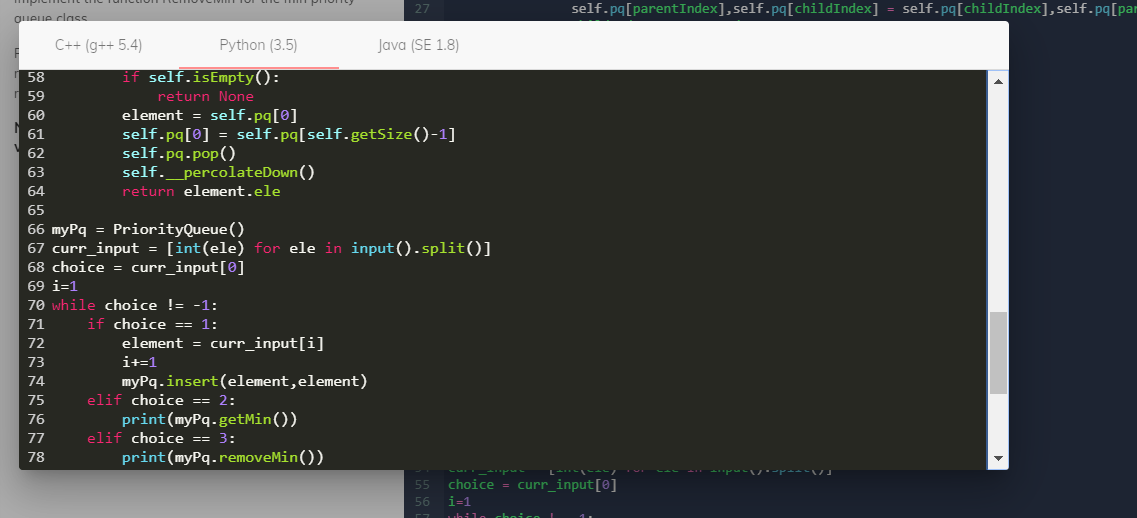 implement the function RemoveMin for the min priority
queue class.
27 self.pq[parentIndex],self.pq[childIndex] = self.pq[childIndex],self.pq[par
C++ (g++ 5.4) Python (3.5) Java (SE 1.8)
58 if self.isEmpty():
59 return None
60 element = self.pq[0]
61 self.pq[0] = self.pq[self.getSize()-1]
62 self.pq.pop()
63 self.__percolateDown()
64 return element.ele
65
66 myPq = PriorityQueue()
67 curr_input = [int(ele) for ele in input().split()]
68 choice = curr_input[0]
69 i=1
70 while choice != -1:
71 if choice == 1:
72 element = curr_input[i]
73 i+=1
74 myPq.insert(element,element)
75 elif choice == 2:
76 print(myPq.getMin())
77 elif choice == 3:
78 print(myPq.removeMin())
curr_input = [int(ele) for ele in input().split()]
55 choice = curr_input[0]
56 i=1
57 while choice != -1: